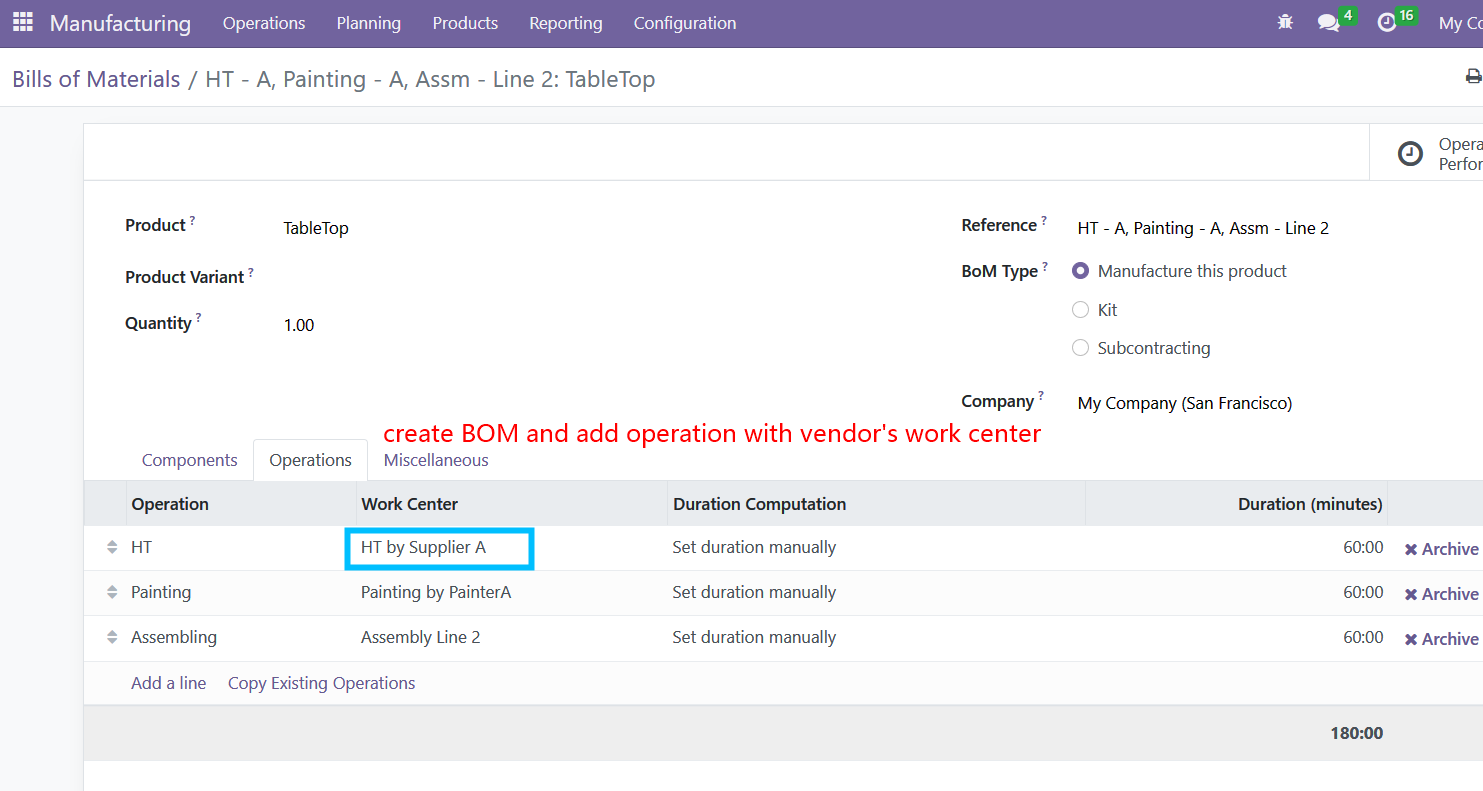 Manufacturing Operations Planning Products Reporting Configuration 4 16 My
Bills of Materials / HT - A, Painting - A, Assm - Line 2: TableTop
Product ? TableTop
Product Variant ?
Quantity ? 1.00
Reference ? HT - A, Painting - A, Assm - Line 2
BoM Type ? Manufacture this product
Kit
Subcontracting
Company ? My Company (San Francisco)
create BOM and add operation with vendor's work center
Components Operations Miscellaneous
Operation Work Center Duration Computation Duration (minutes)
HT HT by Supplier A Set duration manually 60:00 Archive
Painting Painting by PainterA Set duration manually 60:00 Archive
Assembling Assembly Line 2 Set duration manually 60:00 Archive
Add a line Copy Existing Operations
180:00